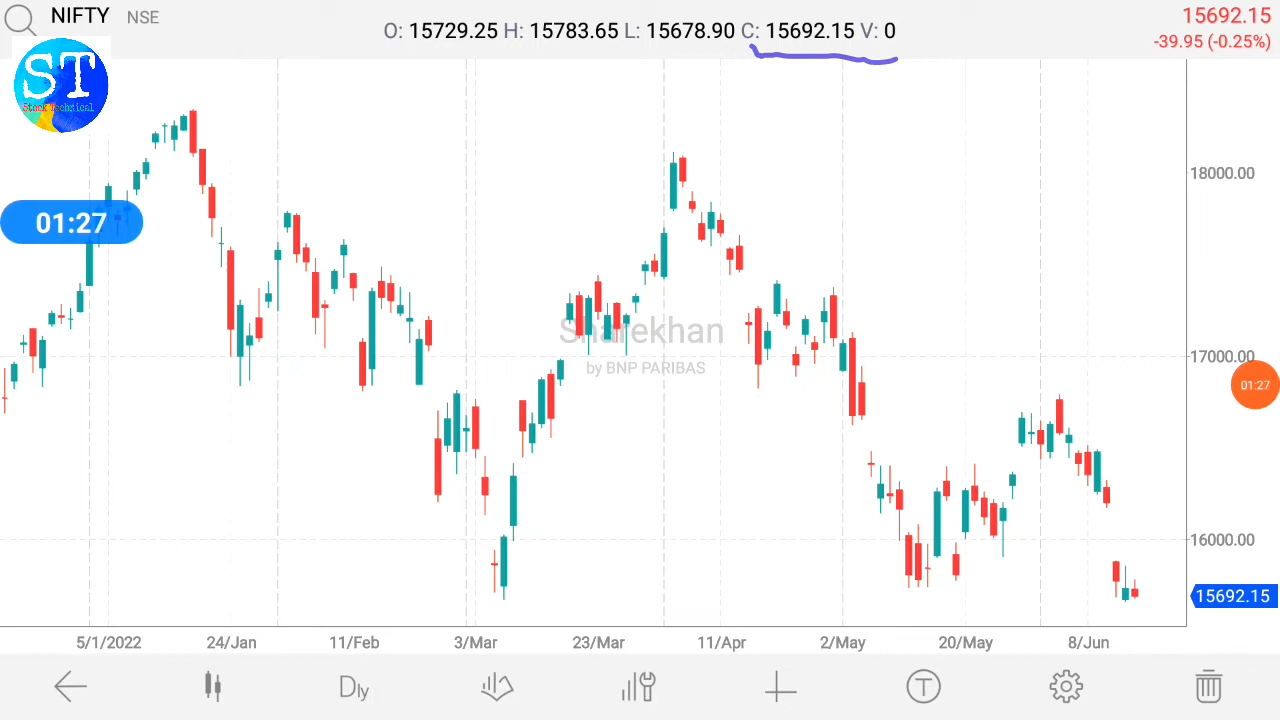 NIFTY NSE
O: 15729.25 H: 15783.65 L: 15678.90 C: 15692.15 V: 0
15692.15
-39.95 (-0.25%)
ST
Stock Technical
18000.00
01:27
Sharekhan
by BNP PARIBAS
17000.00
01:27
16000.00
15692.15
5/1/2022 24/Jan 11/Feb 3/Mar 23/Mar 11/Apr 2/May 20/May 8/Jun
Dly
T